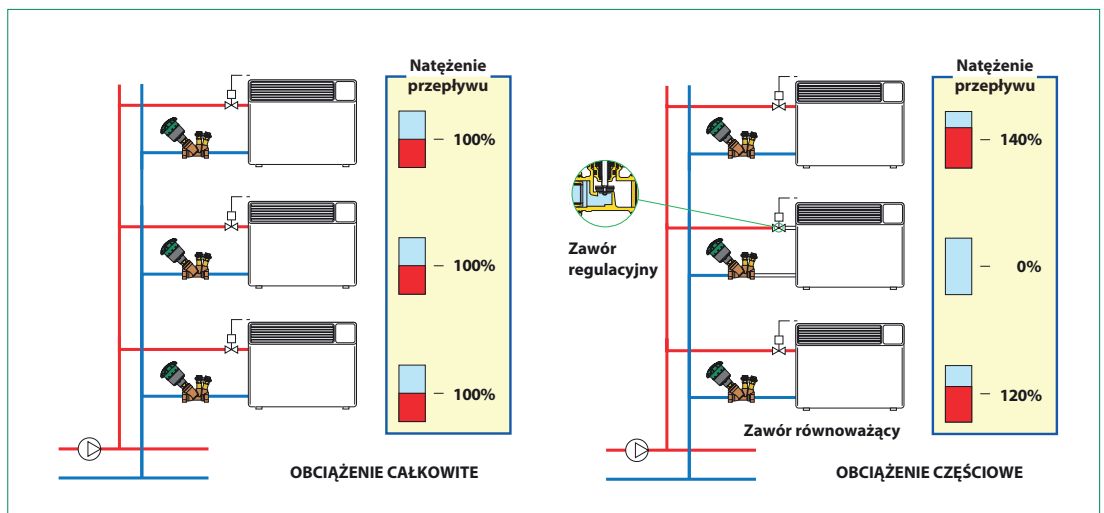 Natężenie
przepływu
100%
100%
100%
OBCIĄŻENIE CAŁKOWITE
Natężenie
przepływu
140%
Zawór
regulacyjny
0%
120%
Zawór równoważący
OBCIĄŻENIE CZĘŚCIOWE